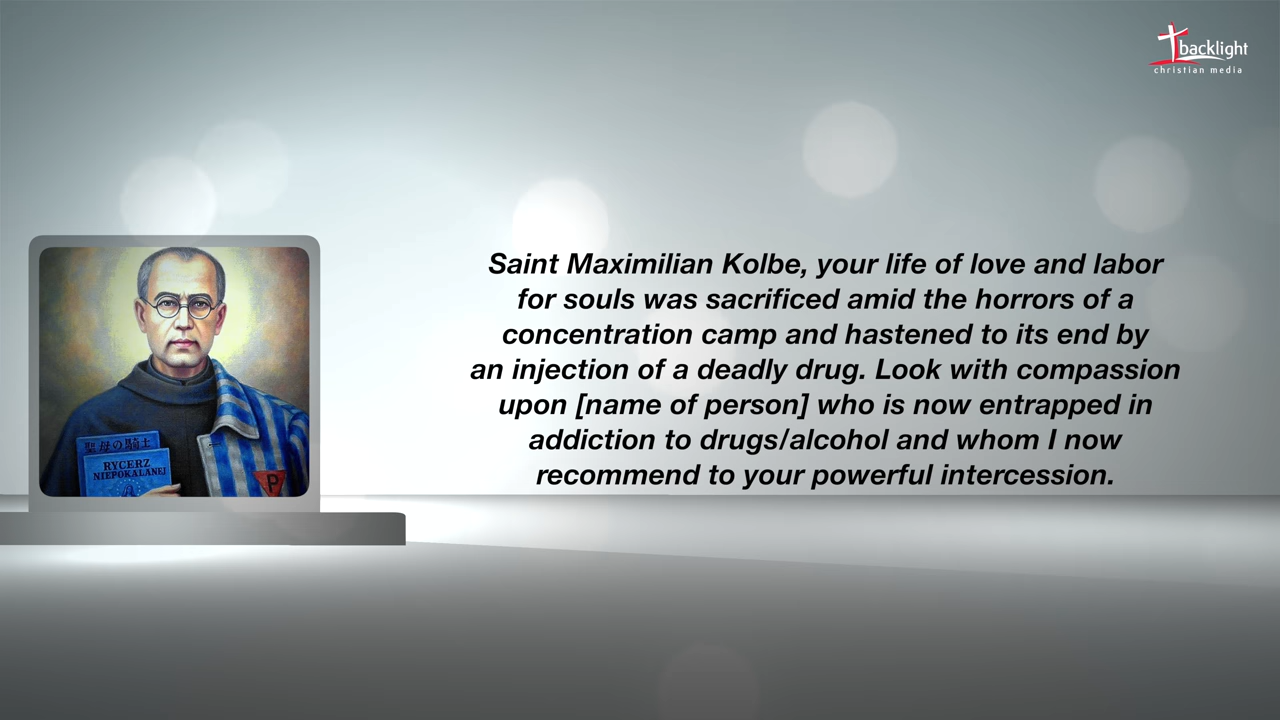 backlight
christian media
Saint Maximilian Kolbe, your life of love and labor
for souls was sacrificed amid the horrors of a
concentration camp and hastened to its end by
an injection of a deadly drug. Look with compassion
upon [name of person] who is now entrapped in
addiction to drugs/alcohol and whom I now
recommend to your powerful intercession.
聖母の騎士
RYCERZ
NIEPOKALANEJ
P